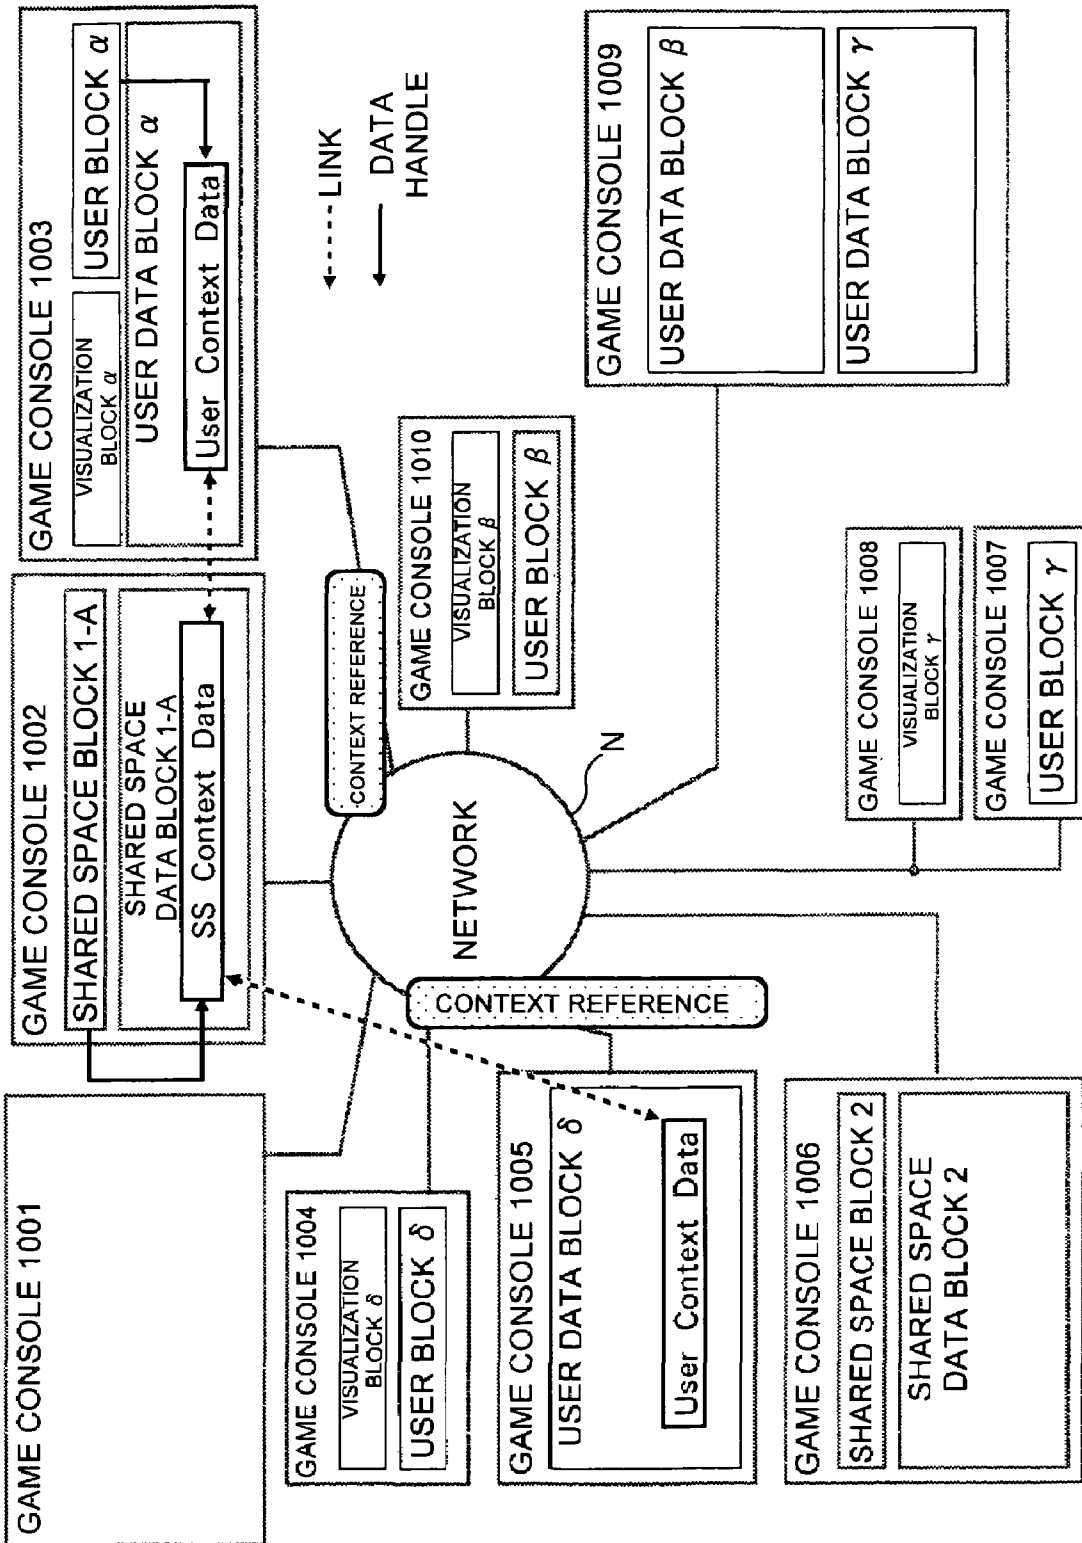 GAME CONSOLE 1001
GAME CONSOLE 1002
SHARED SPACE BLOCK 1-A
SHARED SPACE
DATA BLOCK 1-A
SS Context Data
GAME CONSOLE 1003
VISUALIZATION
BLOCK α
USER BLOCK α
USER DATA BLOCK α
User Context Data
LINK
DATA
HANDLE
CONTEXT REFERENCE
GAME CONSOLE 1004
VISUALIZATION
BLOCK δ
USER BLOCK δ
NETWORK
N
CONTEXT REFERENCE
GAME CONSOLE 1010
VISUALIZATION
BLOCK β
USER BLOCK β
GAME CONSOLE 1005
USER DATA BLOCK δ
User Context Data
GAME CONSOLE 1009
USER DATA BLOCK β
USER DATA BLOCK γ
GAME CONSOLE 1006
SHARED SPACE BLOCK 2
SHARED SPACE
DATA BLOCK 2
GAME CONSOLE 1008
VISUALIZATION
BLOCK γ
GAME CONSOLE 1007
USER BLOCK γ